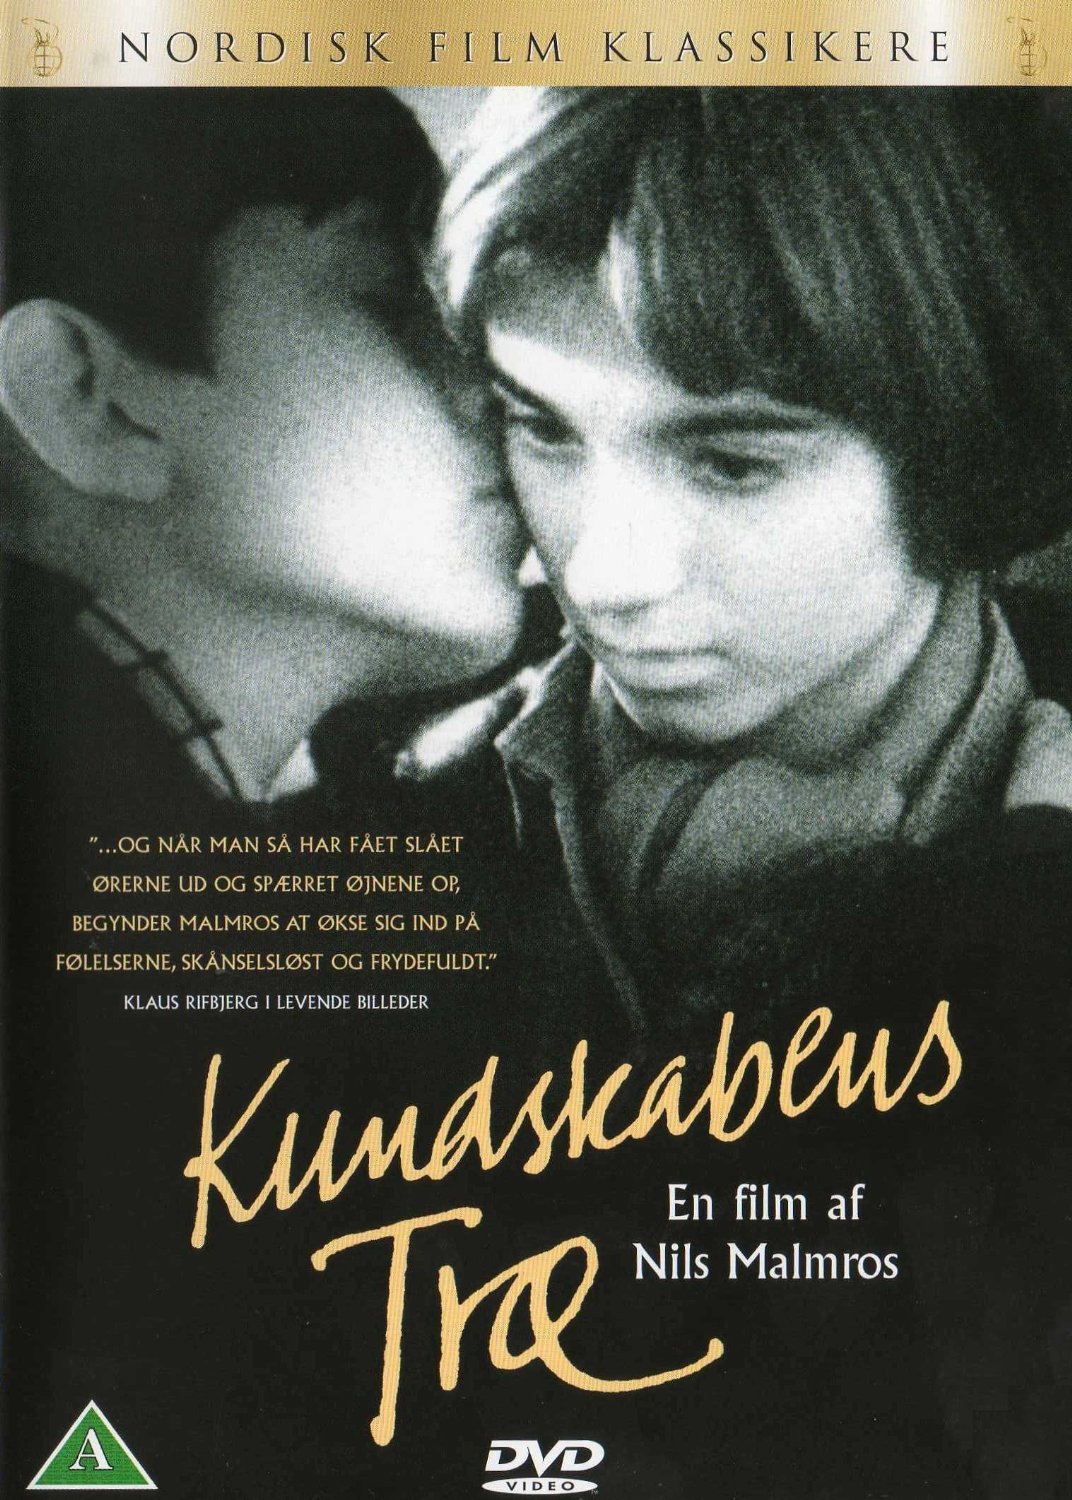 NORDISK FILM KLASSIKERE
"...OG NÅR MAN SÅ HAR FÅET SLÅET
ØRERNE UD OG SPÆRRET ØJNENE OP,
BEGYNDER MALMROS AT ØKSE SIG IND PÅ
FØLELSERNE, SKÅNSELSLØST OG FRYDEFULDT."
KLAUS RIFBJERG I LEVENDE BILLEDER
Kundskabens
Træ
En film af
Nils Malmros
A
DVD
VIDEO